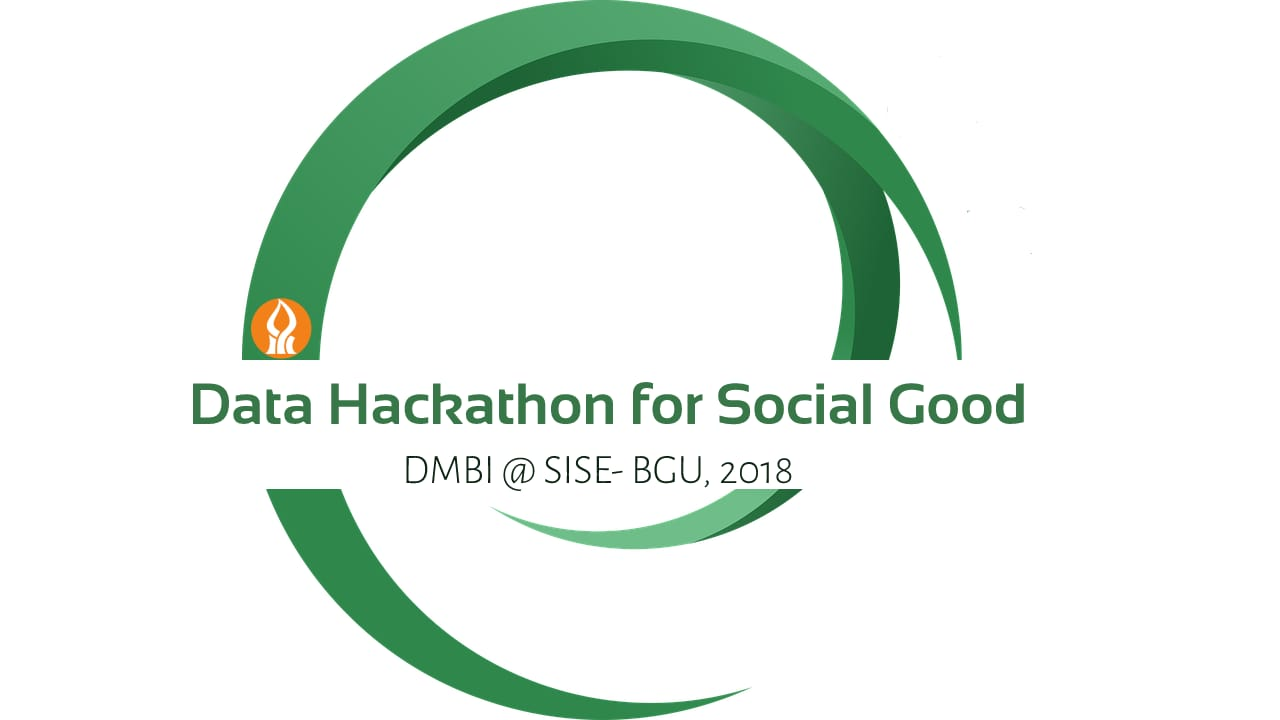 Data Hackathon for Social Good
DMBI @ SISE- BGU, 2018